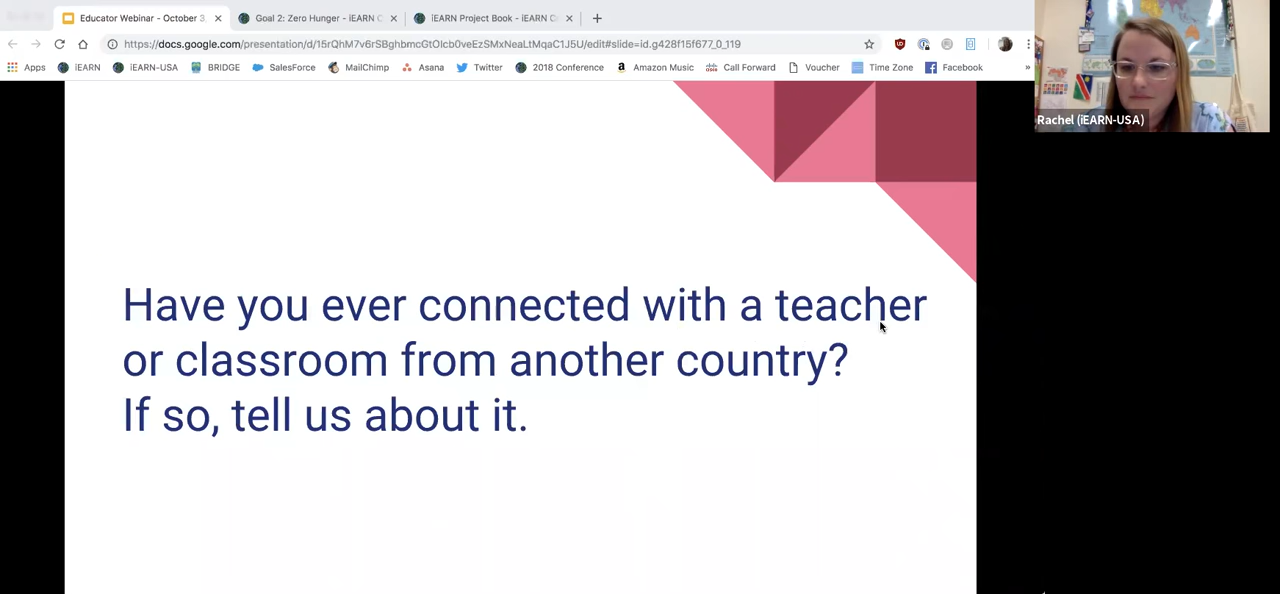 Educator Webinar - October 3,
Goal 2: Zero Hunger - iEARN C
iEARN Project Book - iEARN C
https://docs.google.com/presentation/d/15rQhM7v6rSBghbmcGtOlcb0veEzSMxNeaLtMqaC1J5U/edit#slide=id.g428f15f677_0_119
Apps
iEARN
iEARN-USA
BRIDGE
SalesForce
MailChimp
Asana
Twitter
2018 Conference
Amazon Music
Call Forward
Voucher
Time Zone
Facebook
»
Rachel (iEARN-USA)
Have you ever connected with a teacher
or classroom from another country?
If so, tell us about it.